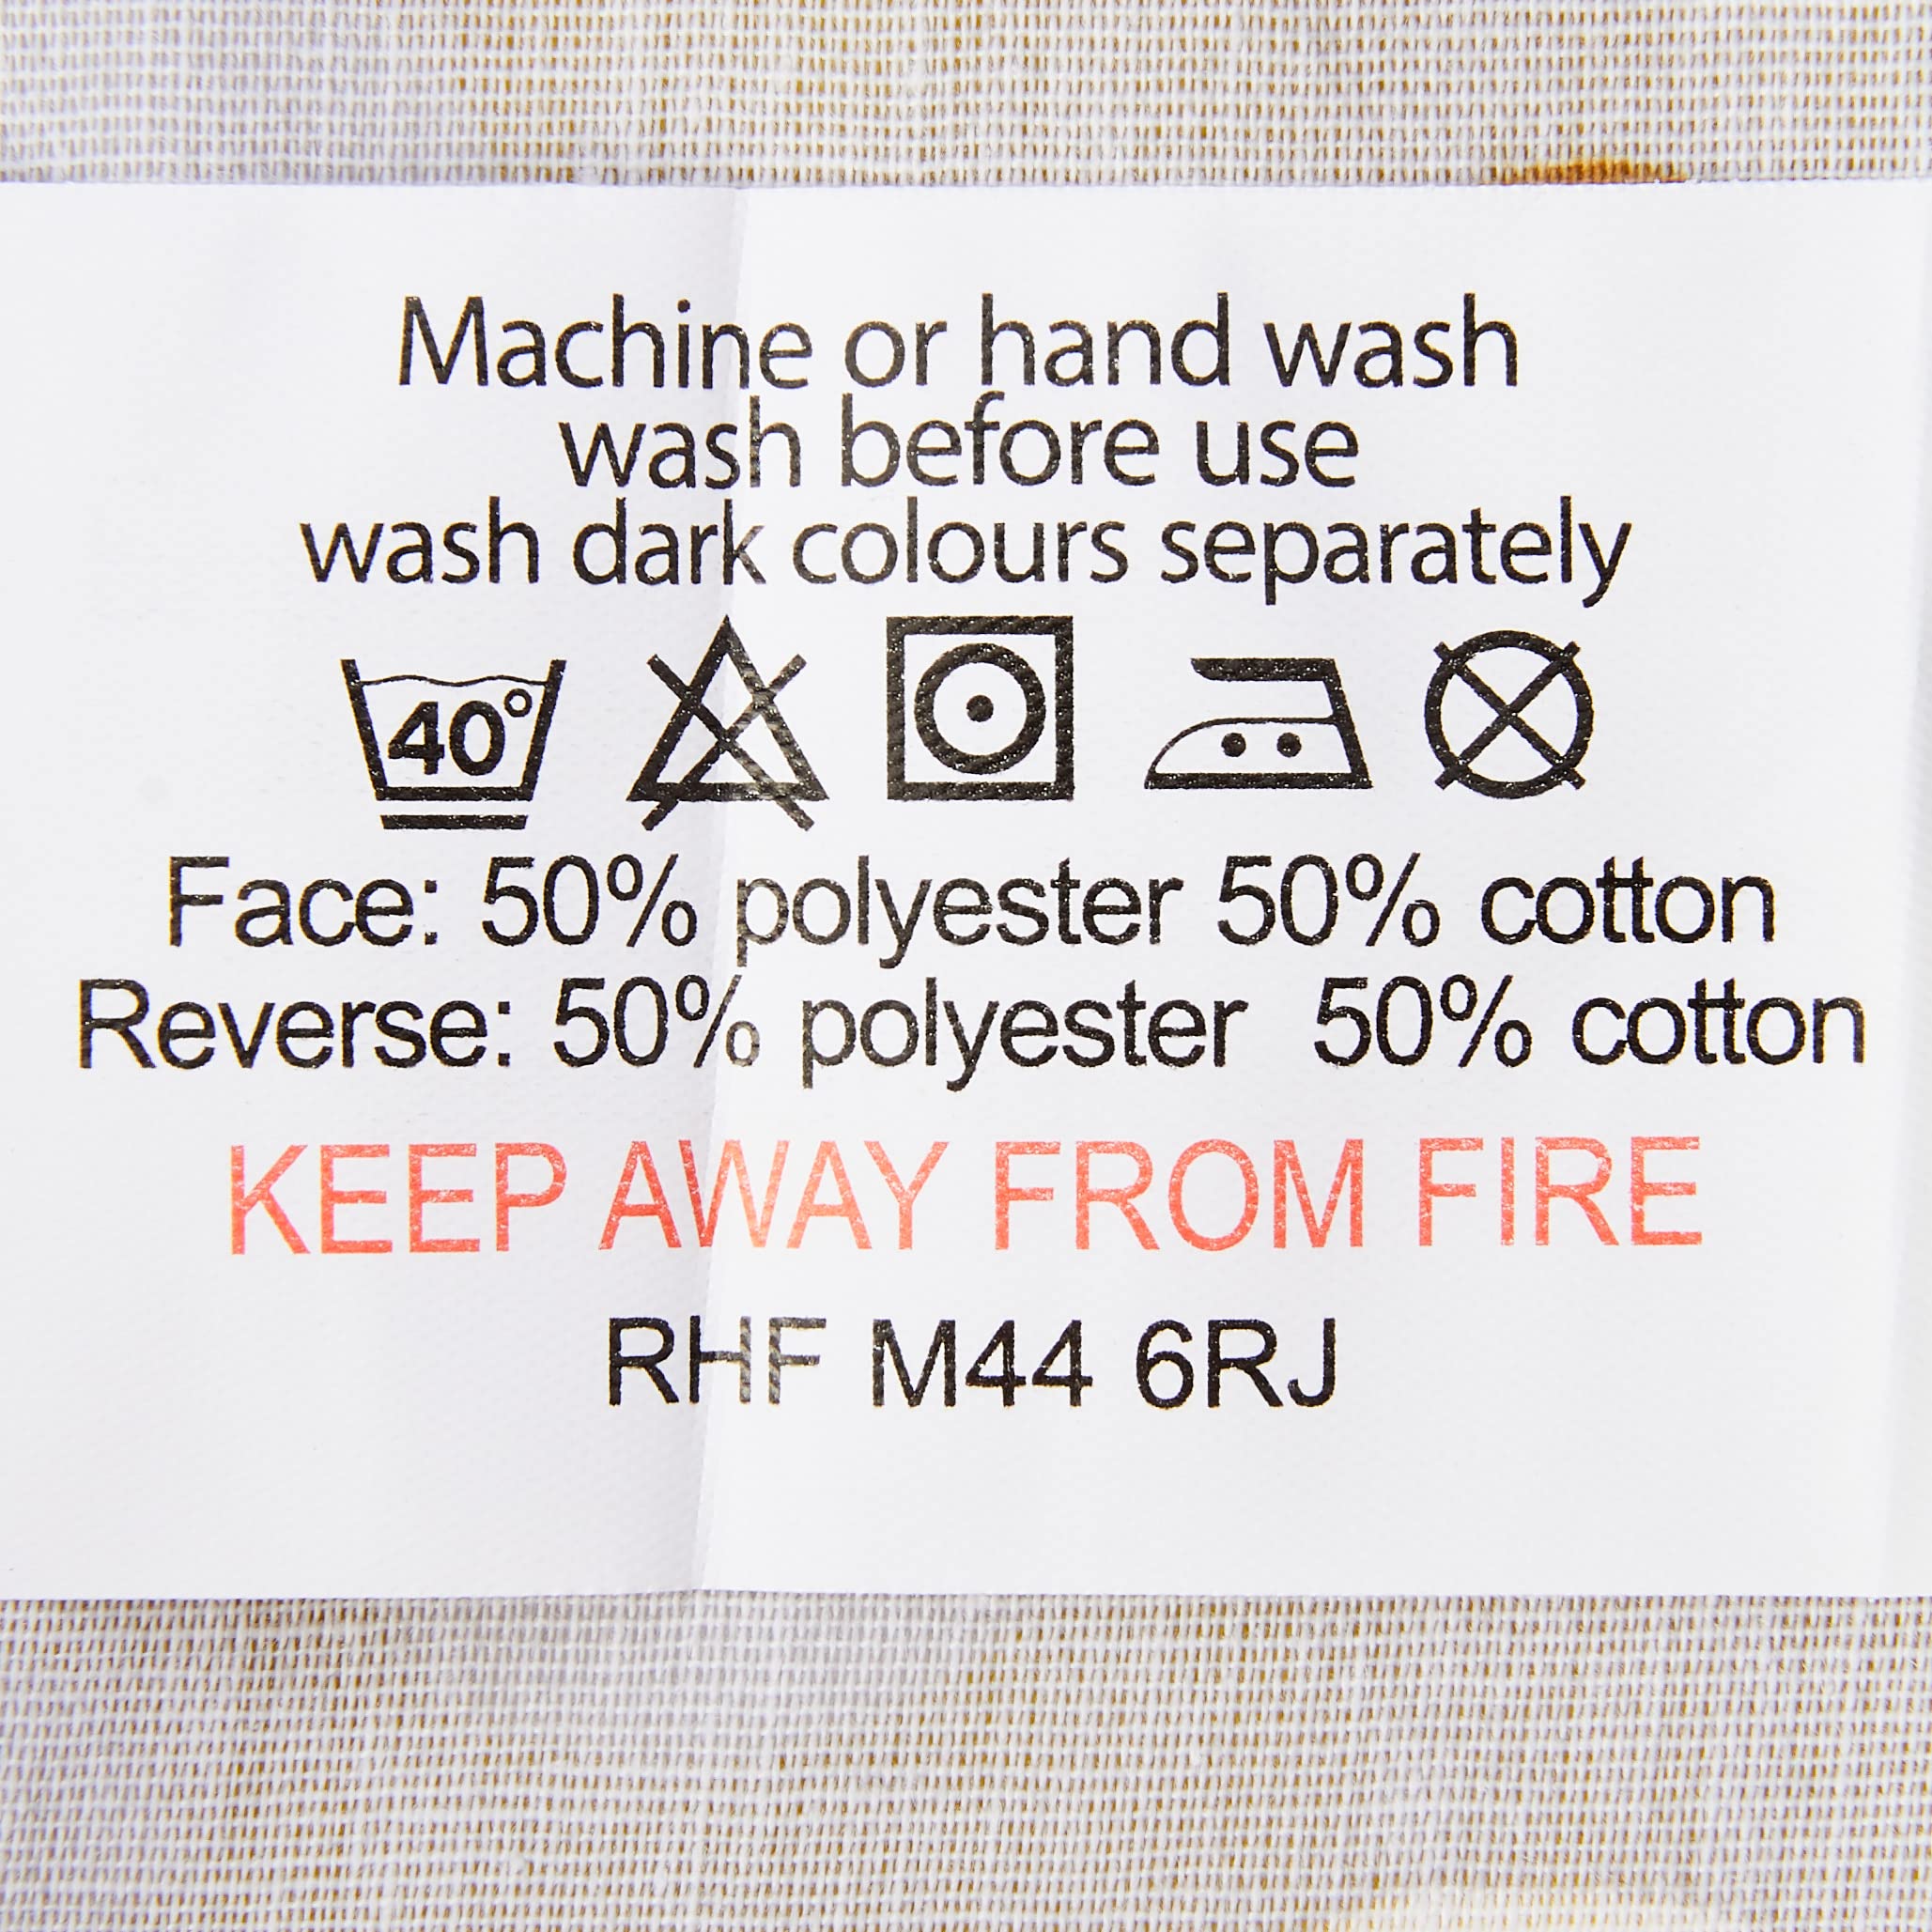 Machine or hand wash
wash before use
wash dark colours separately
40°
Face: 50% polyester 50% cotton
Reverse: 50% polyester 50% cotton
KEEP AWAY FROM FIRE
RHF M44 6RJ